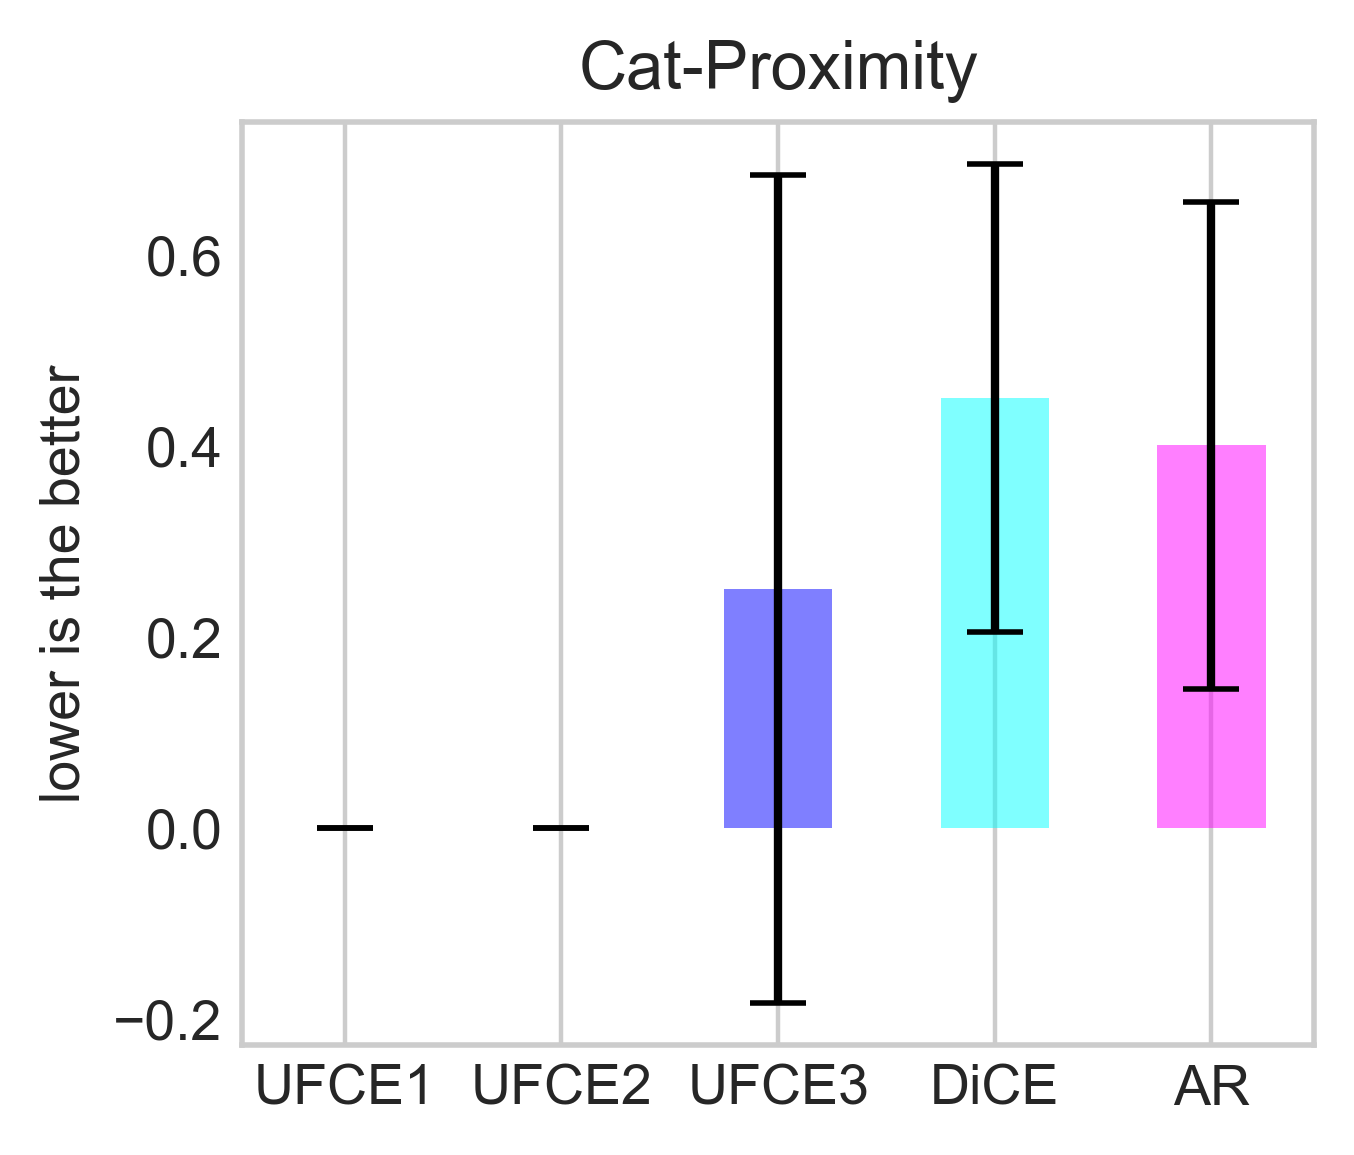 Cat-Proximity
lower is the better
0.6
0.4
0.2
0.0
−0.2
UFCE1 UFCE2 UFCE3 DiCE AR